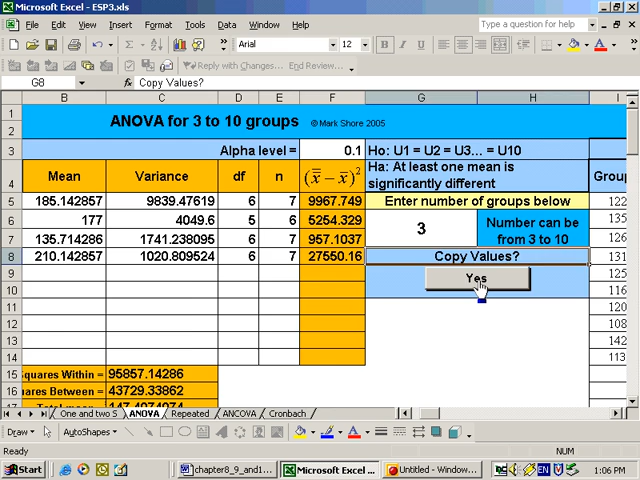 Microsoft Excel - ESP3.xls
File Edit View Insert Format Tools Data Window Help Type a question for help
Arial 12 B
Reply with Changes... End Review...
G8 Copy Values?
B C D E F G H I
1 ANOVA for 3 to 10 groups © Mark Shore 2005
2
3 Alpha level = 0.1 Ho: U1 = U2 = U3... = U10
4 Mean Variance df n (x̿ − x̄)² Ha: At least one mean is significantly different Group
5 185.142857 9839.47619 6 7 9967.749 Enter number of groups below 122
6 177 4049.6 5 6 5254.329 3 Number can be from 3 to 10 135
7 135.714286 1741.238095 6 7 957.1037 126
8 210.142857 1020.809524 6 7 27550.16 Copy Values? 131
9 Yes 125
10 116
11 120
12 108
13 142
14 113
15 Squares Within = 95857.14286
16 uares Between = 43729.33862
17 Total mean 147.4074074
One and two S ANOVA Repeated ANCOVA Cronbach
Draw AutoShapes
Ready NUM
Start chapter8_9_and1... Microsoft Excel - ESP... Untitled - Window... EN 1:06 PM